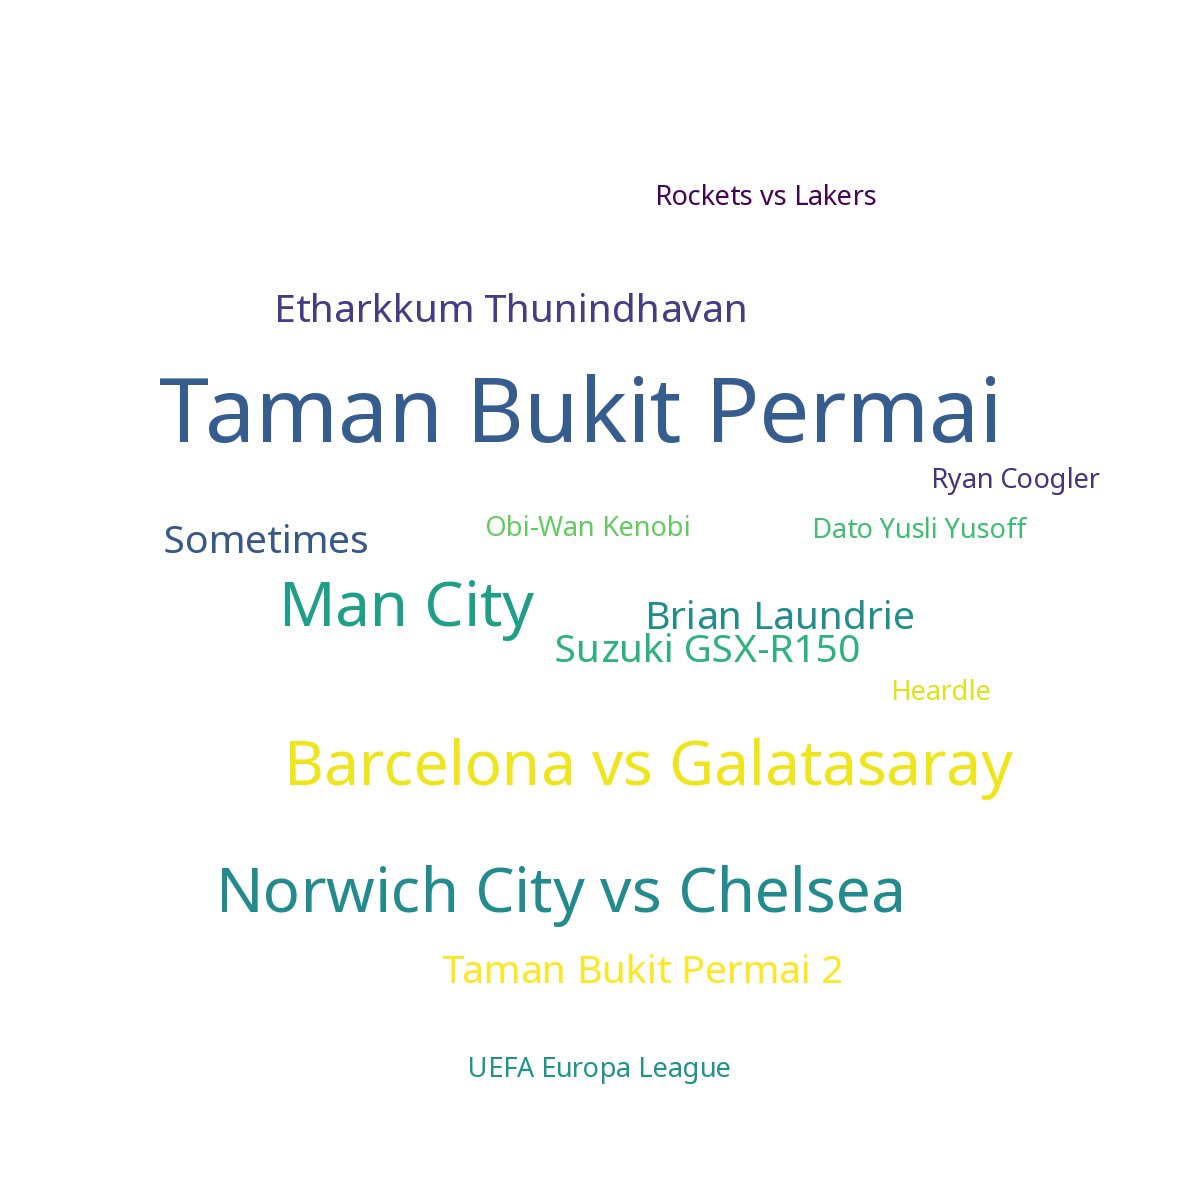 Rockets vs Lakers
Etharkkum Thunindhavan
Taman Bukit Permai
Ryan Coogler
Obi-Wan Kenobi
Dato Yusli Yusoff
Sometimes
Man City
Brian Laundrie
Suzuki GSX-R150
Heardle
Barcelona vs Galatasaray
Norwich City vs Chelsea
Taman Bukit Permai 2
UEFA Europa League